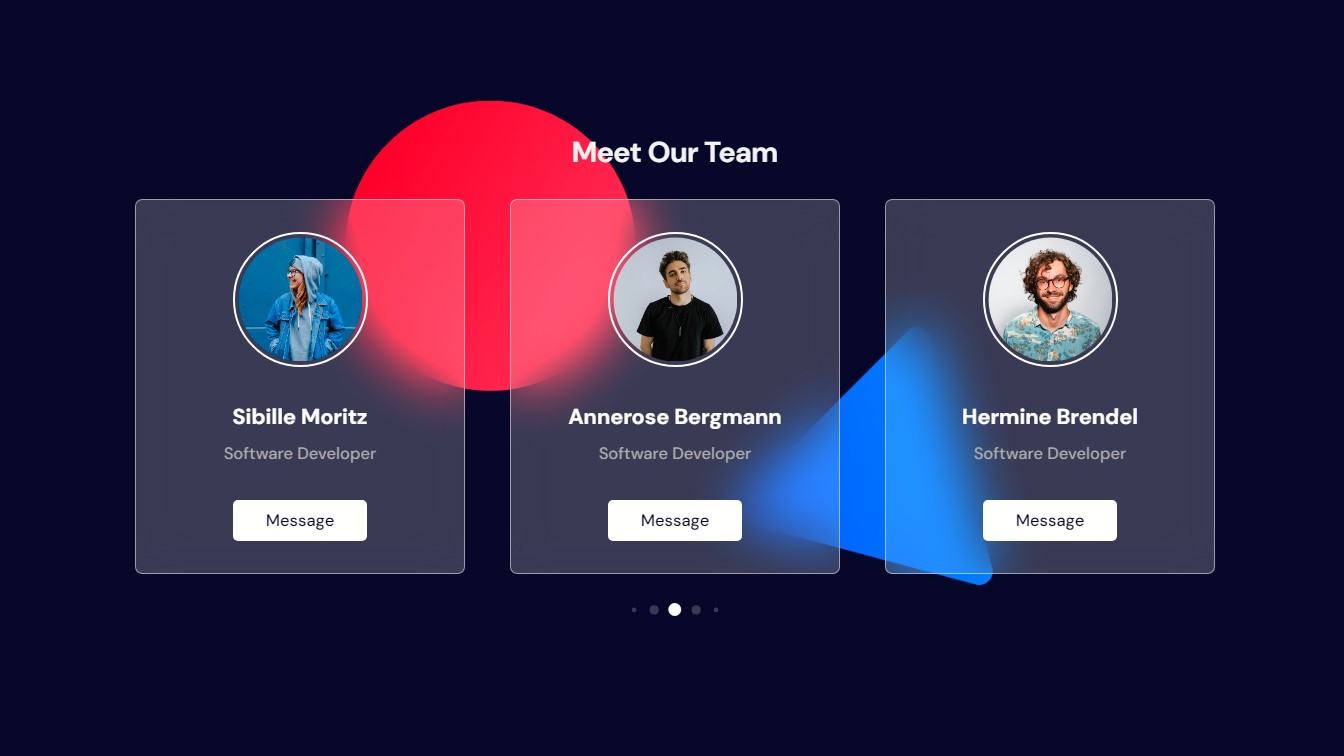 Meet Our Team
Sibille Moritz
Software Developer
Message
Annerose Bergmann
Software Developer
Message
Hermine Brendel
Software Developer
Message